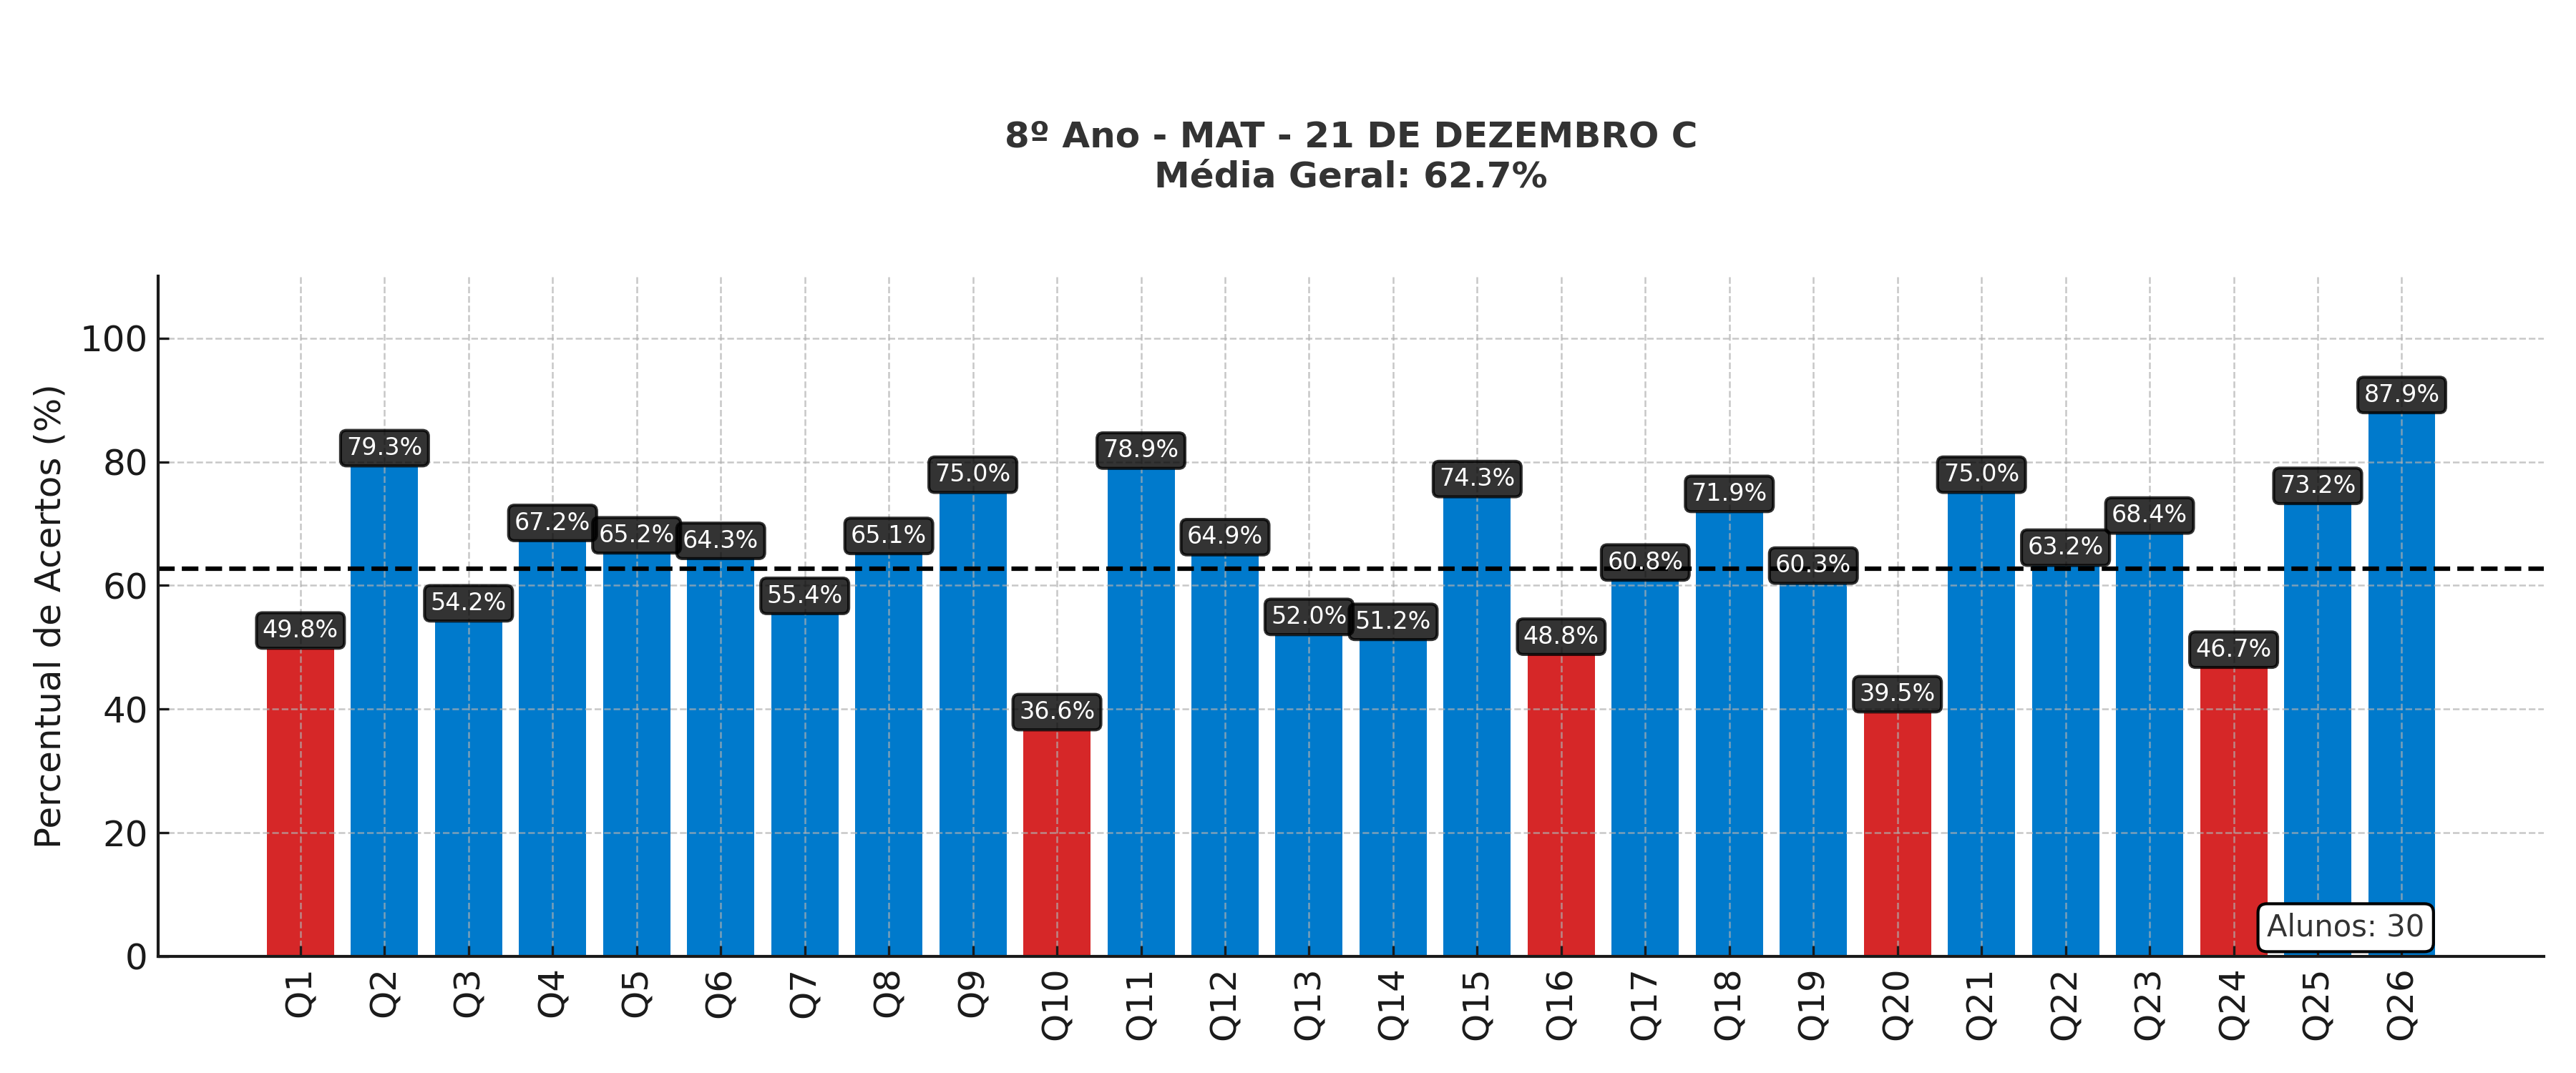 8º Ano - MAT - 21 DE DEZEMBRO C
Média Geral: 62.7%
Percentual de Acertos (%)
100
80
60
40
20
0
49.8%
79.3%
54.2%
67.2%
65.2%
64.3%
55.4%
65.1%
75.0%
36.6%
78.9%
64.9%
52.0%
51.2%
74.3%
48.8%
60.8%
71.9%
60.3%
39.5%
75.0%
63.2%
68.4%
46.7%
73.2%
87.9%
Alunos: 30
Q1
Q2
Q3
Q4
Q5
Q6
Q7
Q8
Q9
Q10
Q11
Q12
Q13
Q14
Q15
Q16
Q17
Q18
Q19
Q20
Q21
Q22
Q23
Q24
Q25
Q26